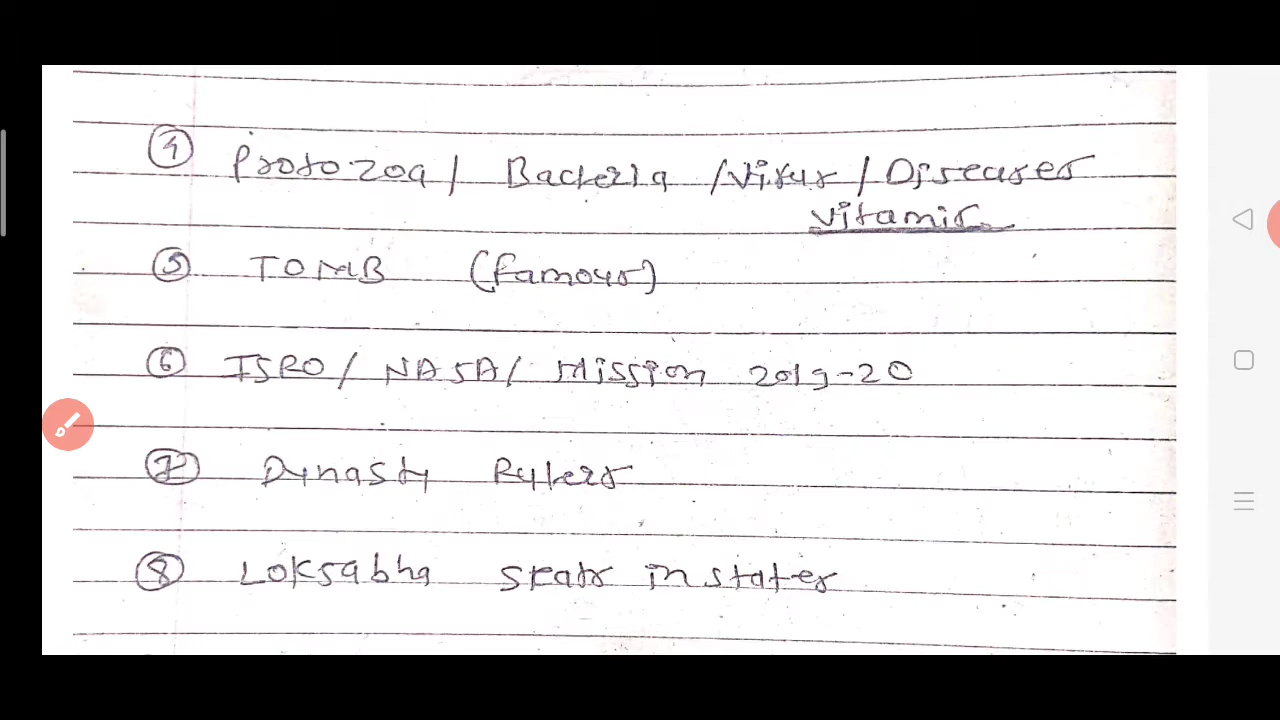 ④ Protozoa / Bacteria / Virus / Diseases
Vitamins
⑤ TOMB (famous)
⑥ ISRO / NASA / Mission 2019-20
⑦ Dynasty Rulers
⑧ Loksabha seats in states